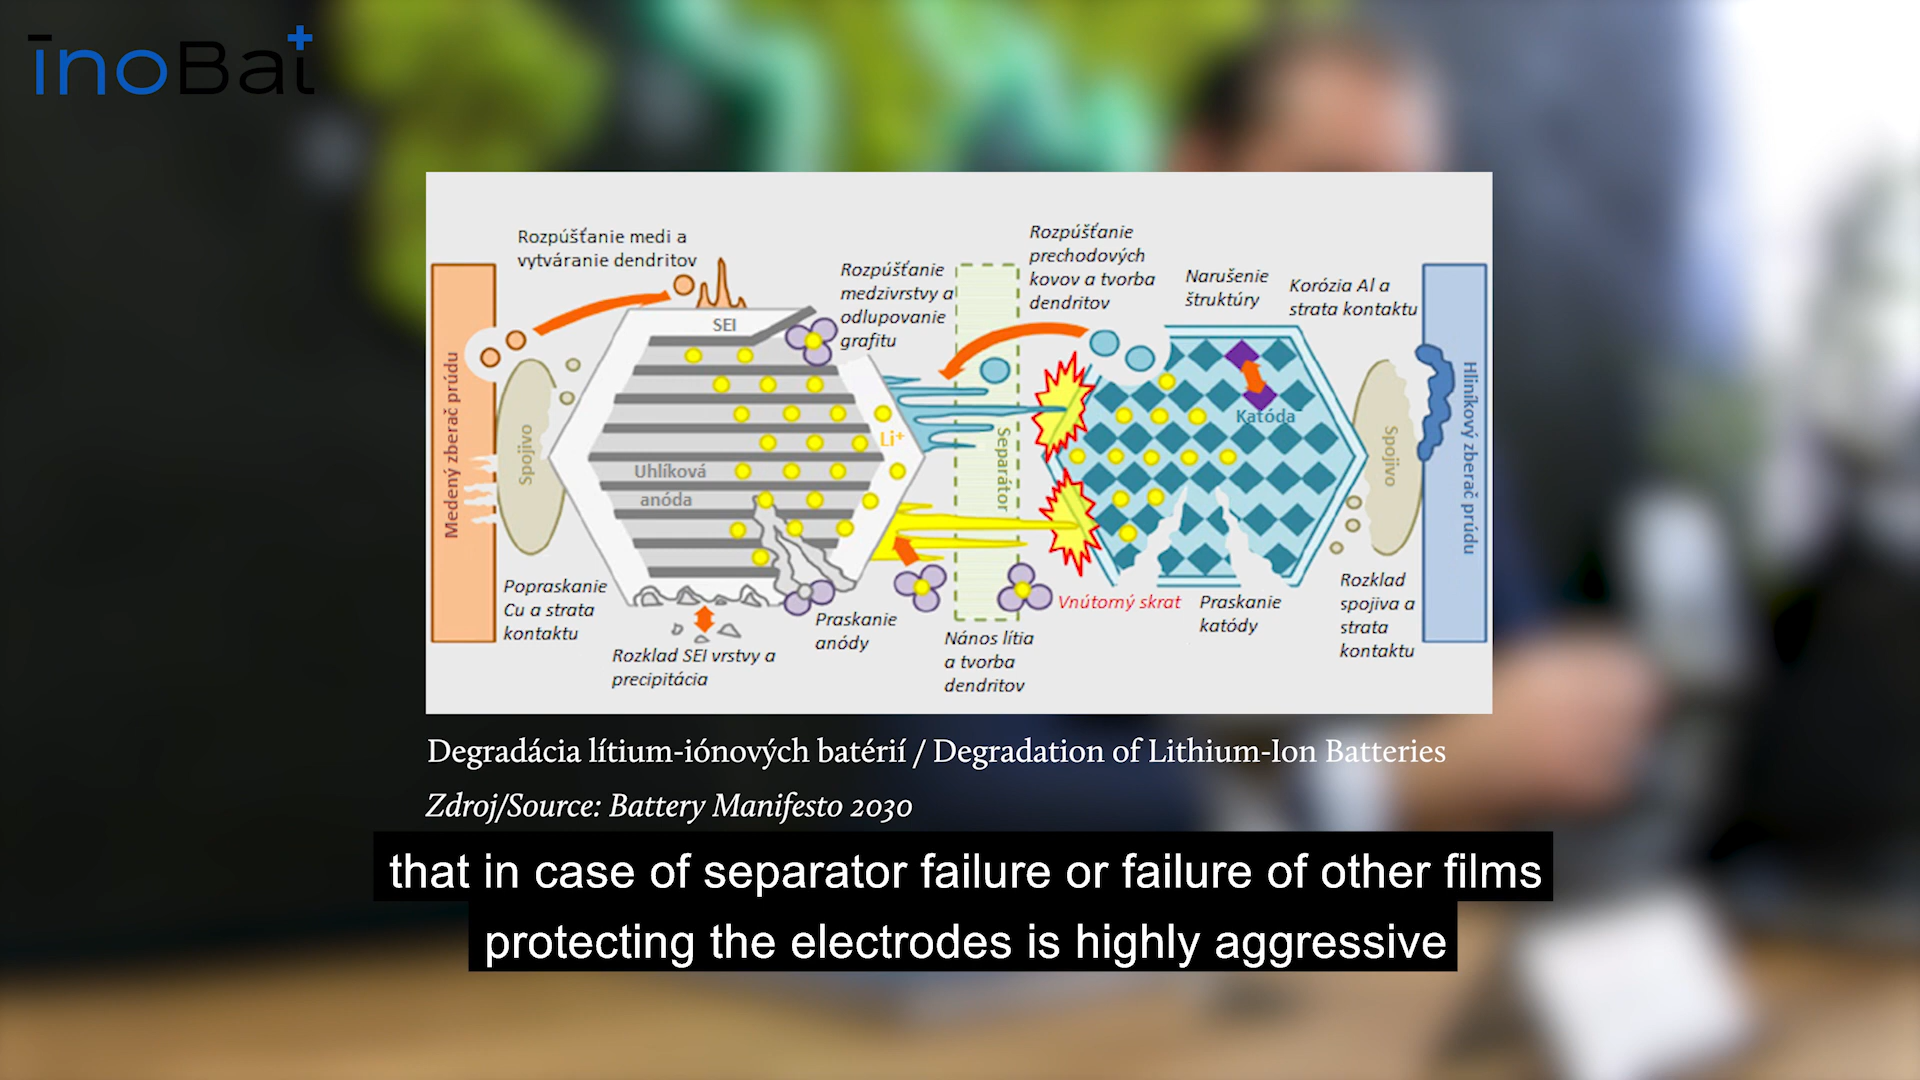 inoBat
Rozpúšťanie medi a
vytváranie dendritov
SEI
Rozpúšťanie
medzivrstvy a
odlupovanie
grafitu
Rozpúšťanie
prechodových
kovov a tvorba
dendritov
Narušenie
štruktúry
Korózia Al a
strata kontaktu
Medený zberač prúdu
Spojivo
Uhlíková
anóda
Li+
Separátor
Katóda
Spojivo
Hliníkový zberač prúdu
Popraskanie
Cu a strata
kontaktu
Rozklad SEI vrstvy a
precipitácia
Praskanie
anódy
Nános lítia
a tvorba
dendritov
Vnútorný skrat
Praskanie
katódy
Rozklad
spojiva a
strata
kontaktu
Degradácia lítium-iónových batérií / Degradation of Lithium-Ion Batteries
Zdroj/Source: Battery Manifesto 2030
that in case of separator failure or failure of other films
protecting the electrodes is highly aggressive